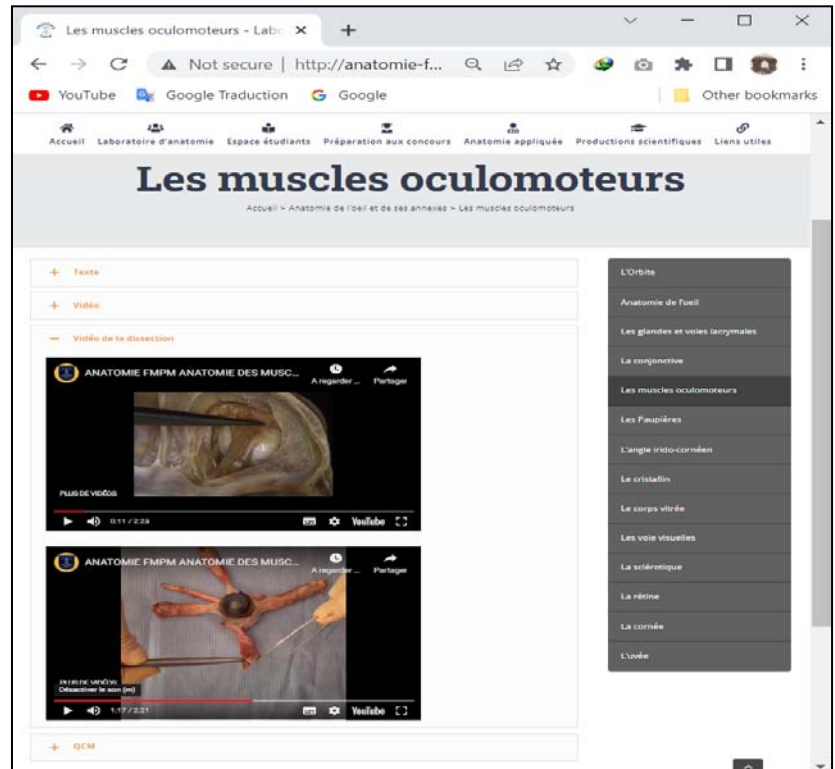 Les muscles oculomoteurs - Labo
Not secure | http://anatomie-f...
YouTube Google Traduction Google Other bookmarks
Accueil Laboratoire d'anatomie Espace étudiants Préparation aux concours Anatomie appliquée Productions scientifiques Liens utiles
Les muscles oculomoteurs
Accueil > Anatomie de l'oeil et de ses annexes > Les muscles oculomoteurs
+ Texte
+ Vidéo
− Vidéo de la dissection
ANATOMIE FMPM ANATOMIE DES MUSC...
A regarder ... Partager
PLUS DE VIDÉOS
0:11 / 2:23 YouTube
ANATOMIE FMPM ANATOMIE DES MUSC...
A regarder ... Partager
PLUS DE VIDÉOS
Désactiver le son (m)
1:17 / 2:21 YouTube
+ QCM
L'Orbite
Anatomie de l'oeil
Les glandes et voies lacrymales
La conjonctive
Les muscles oculomoteurs
Les Paupières
L'angle irido-cornéen
Le cristallin
Le corps vitrée
Les voie visuelles
La sclérotique
La rétine
La cornée
L'uvée